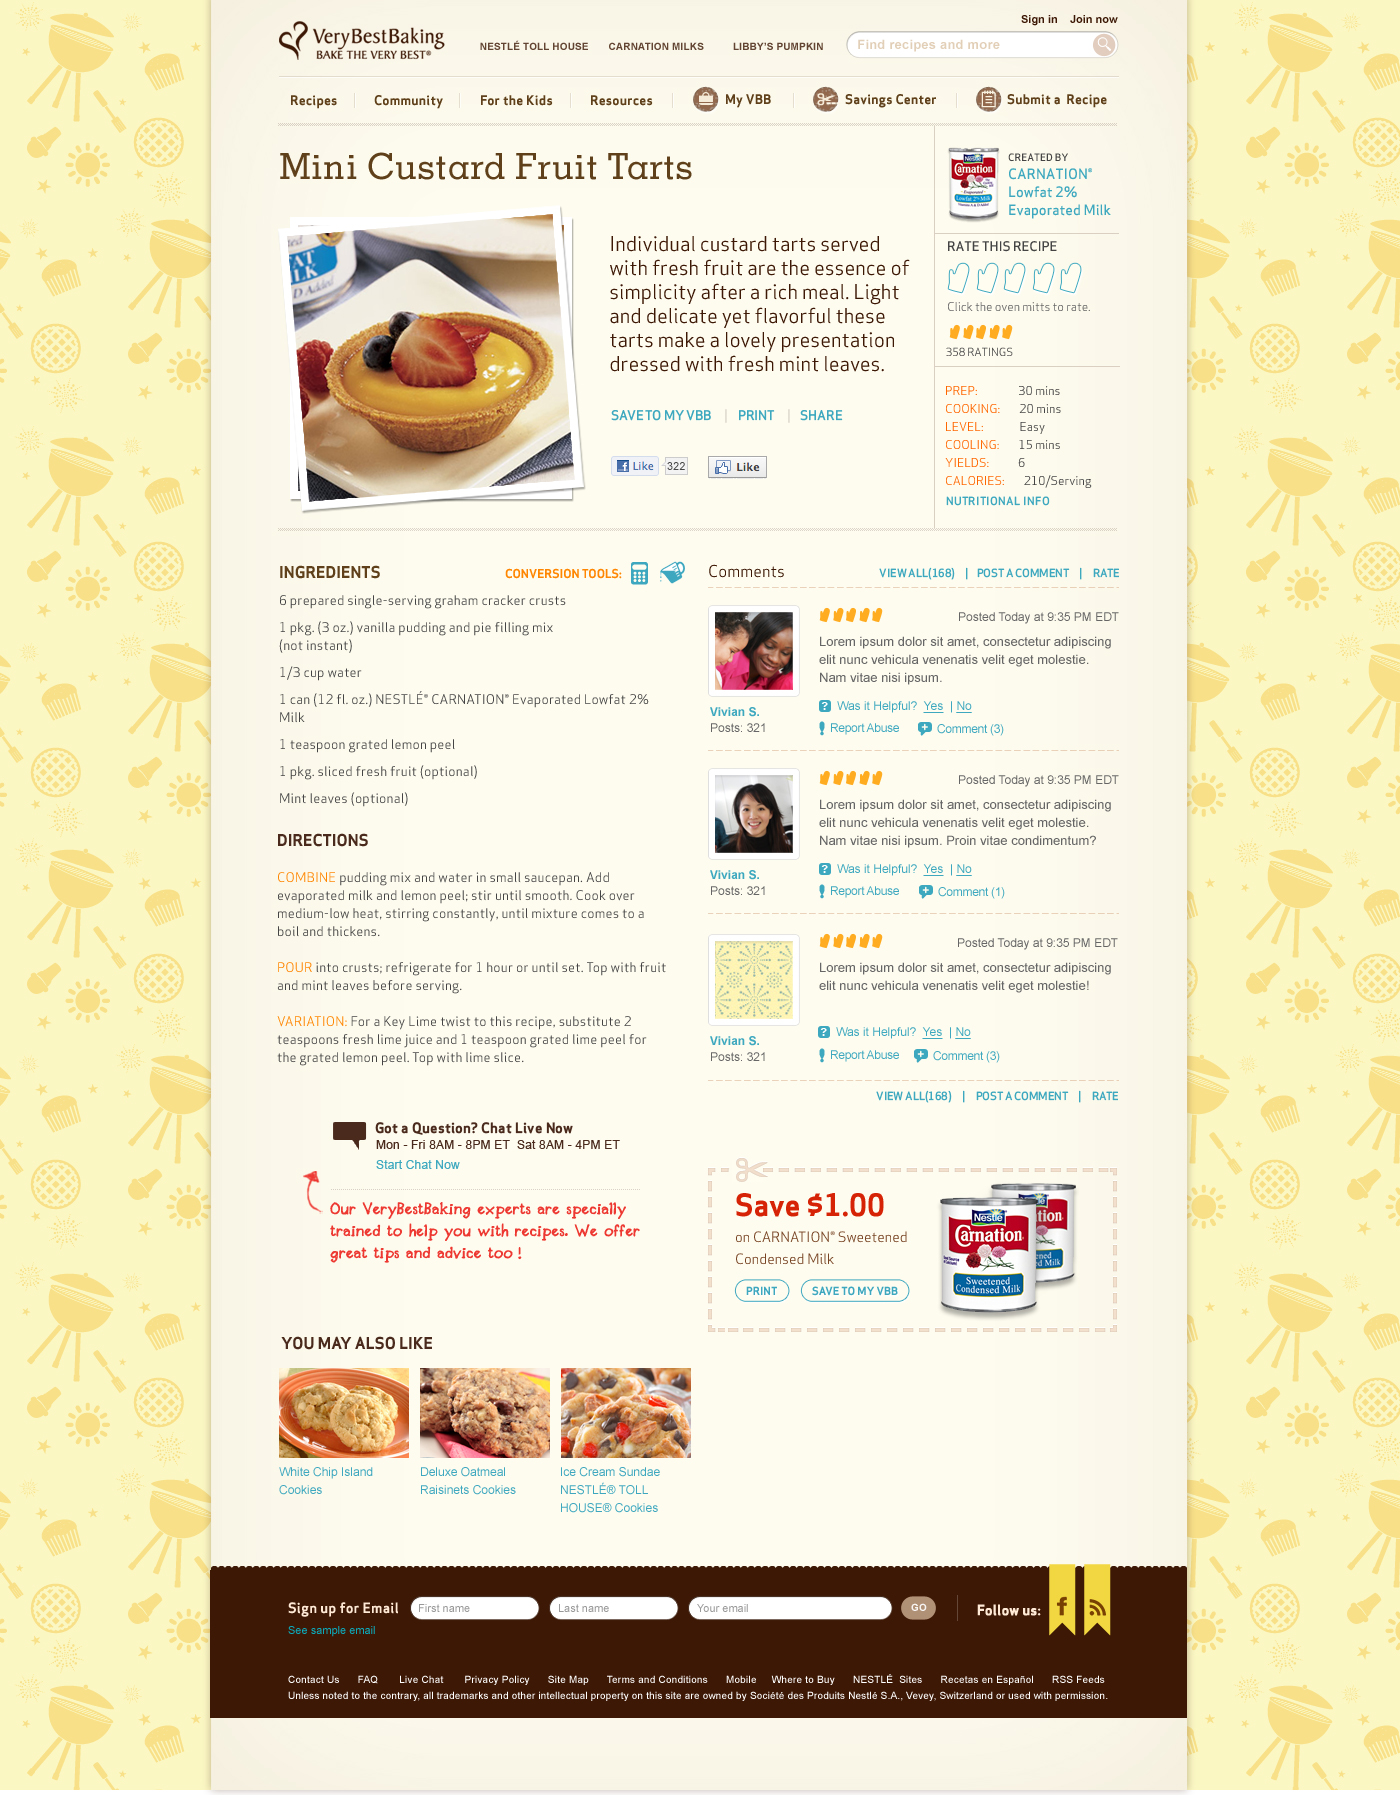 Sign in Join now
VeryBestBaking
BAKE THE VERY BEST®
NESTLÉ TOLL HOUSE CARNATION MILKS LIBBY'S PUMPKIN
Find recipes and more
Recipes Community For the Kids Resources My VBB Savings Center Submit a Recipe
Mini Custard Fruit Tarts
Individual custard tarts served
with fresh fruit are the essence of
simplicity after a rich meal. Light
and delicate yet flavorful these
tarts make a lovely presentation
dressed with fresh mint leaves.
SAVE TO MY VBB | PRINT | SHARE
Like 322 Like
Nestlé
Carnation
Evaporated
Lowfat 2% Milk
CREATED BY
CARNATION®
Lowfat 2%
Evaporated Milk
RATE THIS RECIPE
Click the oven mitts to rate.
358 RATINGS
PREP: 30 mins
COOKING: 20 mins
LEVEL: Easy
COOLING: 15 mins
YIELDS: 6
CALORIES: 210/Serving
NUTRITIONAL INFO
INGREDIENTS
CONVERSION TOOLS:
6 prepared single-serving graham cracker crusts
1 pkg. (3 oz.) vanilla pudding and pie filling mix
(not instant)
1/3 cup water
1 can (12 fl. oz.) NESTLÉ® CARNATION® Evaporated Lowfat 2%
Milk
1 teaspoon grated lemon peel
1 pkg. sliced fresh fruit (optional)
Mint leaves (optional)
DIRECTIONS
COMBINE pudding mix and water in small saucepan. Add
evaporated milk and lemon peel; stir until smooth. Cook over
medium-low heat, stirring constantly, until mixture comes to a
boil and thickens.
POUR into crusts; refrigerate for 1 hour or until set. Top with fruit
and mint leaves before serving.
VARIATION: For a Key Lime twist to this recipe, substitute 2
teaspoons fresh lime juice and 1 teaspoon grated lime peel for
the grated lemon peel. Top with lime slice.
Got a Question? Chat Live Now
Mon - Fri 8AM - 8PM ET Sat 8AM - 4PM ET
Start Chat Now
Our VeryBestBaking experts are specially
trained to help you with recipes. We offer
great tips and advice too !
Comments
VIEW ALL(168) | POST A COMMENT | RATE
Posted Today at 9:35 PM EDT
Lorem ipsum dolor sit amet, consectetur adipiscing
elit nunc vehicula venenatis velit eget molestie.
Nam vitae nisi ipsum.
Was it Helpful? Yes | No
Report Abuse Comment (3)
Vivian S.
Posts: 321
Posted Today at 9:35 PM EDT
Lorem ipsum dolor sit amet, consectetur adipiscing
elit nunc vehicula venenatis velit eget molestie.
Nam vitae nisi ipsum. Proin vitae condimentum?
Was it Helpful? Yes | No
Report Abuse Comment (1)
Vivian S.
Posts: 321
Posted Today at 9:35 PM EDT
Lorem ipsum dolor sit amet, consectetur adipiscing
elit nunc vehicula venenatis velit eget molestie!
Was it Helpful? Yes | No
Report Abuse Comment (3)
Vivian S.
Posts: 321
VIEW ALL(168) | POST A COMMENT | RATE
Save $1.00
on CARNATION® Sweetened
Condensed Milk
PRINT SAVE TO MY VBB
Nestlé
Carnation
Sweetened
Condensed Milk
YOU MAY ALSO LIKE
White Chip Island
Cookies
Deluxe Oatmeal
Raisinets Cookies
Ice Cream Sundae
NESTLÉ® TOLL
HOUSE® Cookies
Sign up for Email First name Last name Your email GO
See sample email
Follow us:
Contact Us FAQ Live Chat Privacy Policy Site Map Terms and Conditions Mobile Where to Buy NESTLÉ Sites Recetas en Español RSS Feeds
Unless noted to the contrary, all trademarks and other intellectual property on this site are owned by Société des Produits Nestlé S.A., Vevey, Switzerland or used with permission.